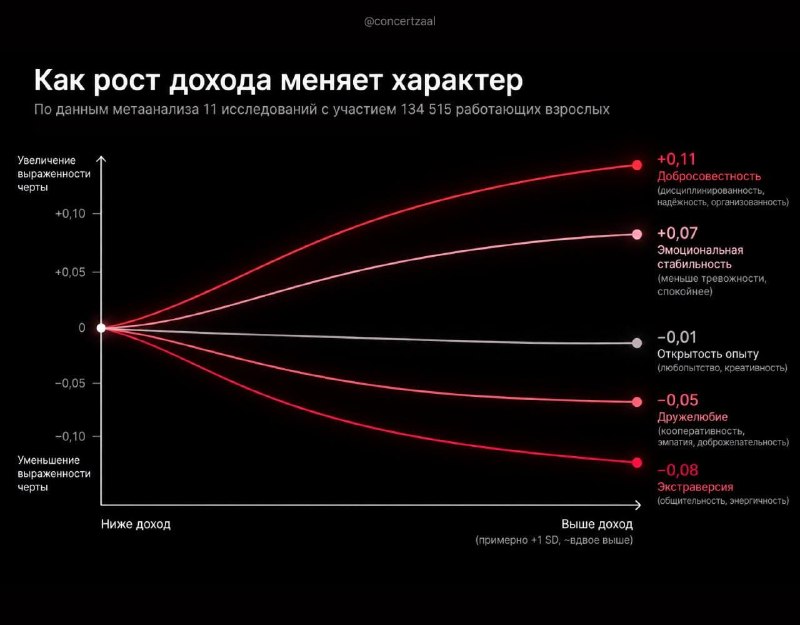 @concertzaal
Как рост дохода меняет характер
По данным метаанализа 11 исследований с участием 134 515 работающих взрослых
Увеличение
выраженности
черты
+0,10
+0,05
0
−0,05
−0,10
Уменьшение
выраженности
черты
+0,11
Добросовестность
(дисциплинированность,
надёжность, организованность)
+0,07
Эмоциональная
стабильность
(меньше тревожности,
спокойнее)
−0,01
Открытость опыту
(любопытство, креативность)
−0,05
Дружелюбие
(кооперативность,
эмпатия, доброжелательность)
−0,08
Экстраверсия
(общительность, энергичность)
Ниже доход
Выше доход
(примерно +1 SD, ~вдвое выше)